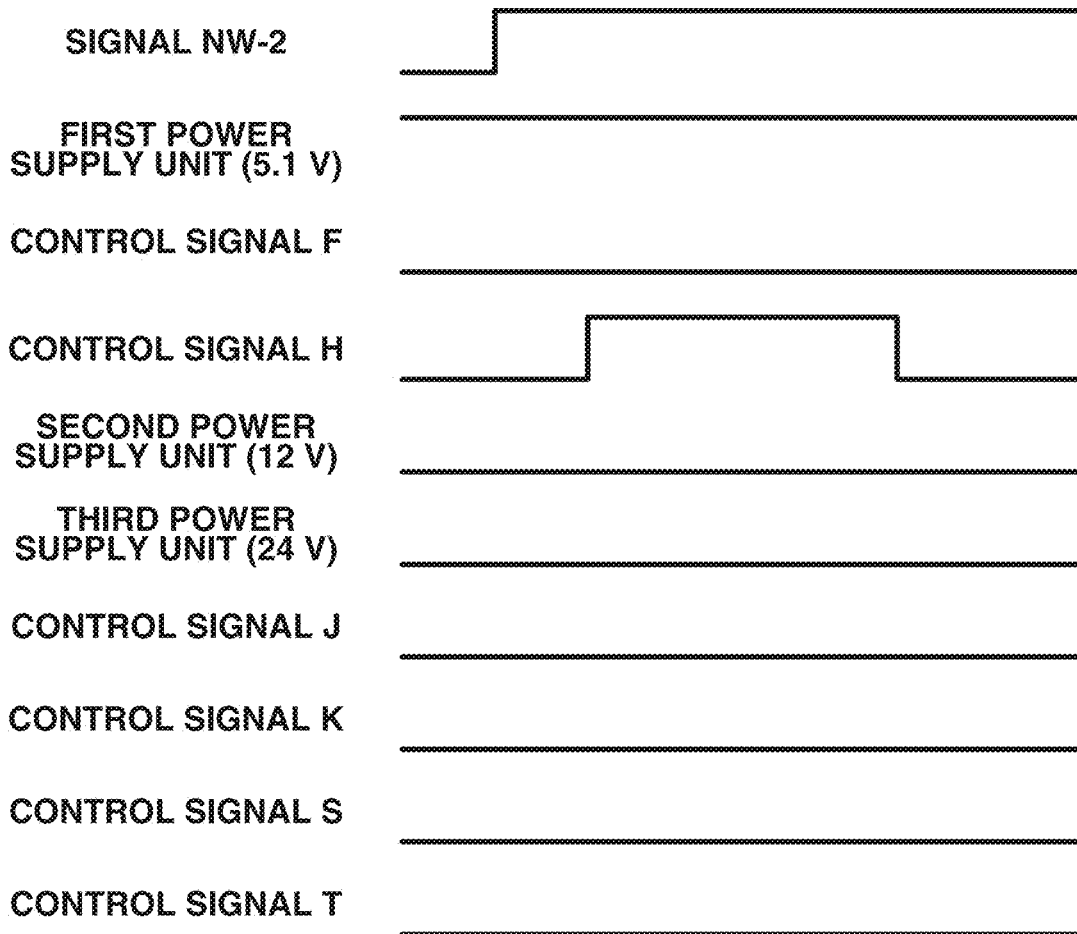 SIGNAL NW-2
FIRST POWER
SUPPLY UNIT (5.1 V)
CONTROL SIGNAL F
CONTROL SIGNAL H
SECOND POWER
SUPPLY UNIT (12 V)
THIRD POWER
SUPPLY UNIT (24 V)
CONTROL SIGNAL J
CONTROL SIGNAL K
CONTROL SIGNAL S
CONTROL SIGNAL T